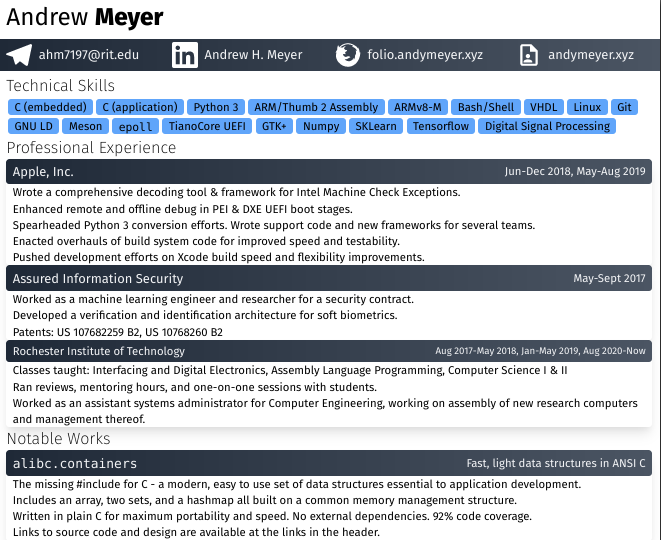 Andrew Meyer
ahm7197@rit.edu Andrew H. Meyer folio.andymeyer.xyz andymeyer.xyz
Technical Skills
C (embedded) C (application) Python 3 ARM/Thumb 2 Assembly ARMv8-M Bash/Shell VHDL Linux Git
GNU LD Meson epoll TianoCore UEFI GTK+ Numpy SKLearn Tensorflow Digital Signal Processing
Professional Experience
Apple, Inc. Jun-Dec 2018, May-Aug 2019
Wrote a comprehensive decoding tool & framework for Intel Machine Check Exceptions.
Enhanced remote and offline debug in PEI & DXE UEFI boot stages.
Spearheaded Python 3 conversion efforts. Wrote support code and new frameworks for several teams.
Enacted overhauls of build system code for improved speed and testability.
Pushed development efforts on Xcode build speed and flexibility improvements.
Assured Information Security May-Sept 2017
Worked as a machine learning engineer and researcher for a security contract.
Developed a verification and identification architecture for soft biometrics.
Patents: US 107682259 B2, US 10768260 B2
Rochester Institute of Technology Aug 2017-May 2018, Jan-May 2019, Aug 2020-Now
Classes taught: Interfacing and Digital Electronics, Assembly Language Programming, Computer Science I & II
Ran reviews, mentoring hours, and one-on-one sessions with students.
Worked as an assistant systems administrator for Computer Engineering, working on assembly of new research computers
and management thereof.
Notable Works
alibc.containers Fast, light data structures in ANSI C
The missing #include for C - a modern, easy to use set of data structures essential to application development.
Includes an array, two sets, and a hashmap all built on a common memory management structure.
Written in plain C for maximum portability and speed. No external dependencies. 92% code coverage.
Links to source code and design are available at the links in the header.